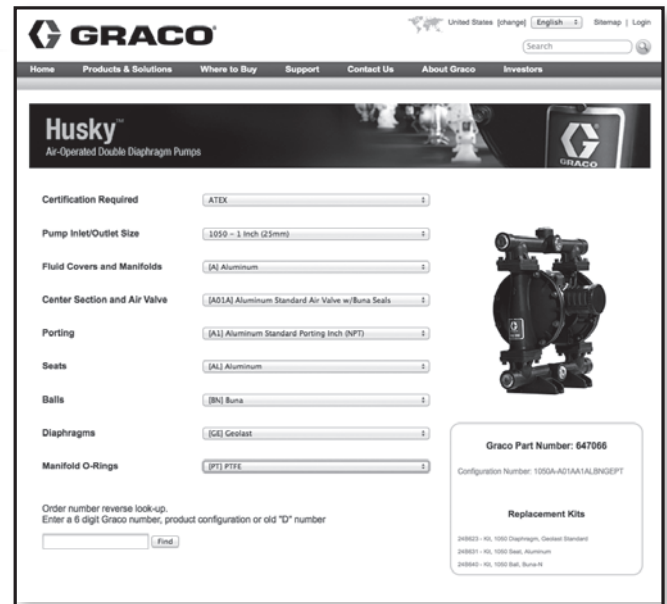 GRACO
United States [change] English Sitemap | Login
Search
Home Products & Solutions Where to Buy Support Contact Us About Graco Investors
Husky™
Air-Operated Double Diaphragm Pumps
GRACO
Certification Required ATEX
Pump Inlet/Outlet Size 1050 – 1 Inch (25mm)
Fluid Covers and Manifolds [A] Aluminum
Center Section and Air Valve [A01A] Aluminum Standard Air Valve w/Buna Seals
Porting [A1] Aluminum Standard Porting Inch (NPT)
Seats [AL] Aluminum
Balls [BN] Buna
Diaphragms [GE] Geolast
Manifold O-Rings [PT] PTFE
Graco Part Number: 647066
Configuration Number: 1050A-A01AA1ALBNGEPT
Replacement Kits
24B623 - Kit, 1050 Diaphragm, Geolast Standard
24B631 - Kit, 1050 Seat, Aluminum
24B640 - Kit, 1050 Ball, Buna-N
Order number reverse look-up.
Enter a 6 digit Graco number, product configuration or old "D" number
Find